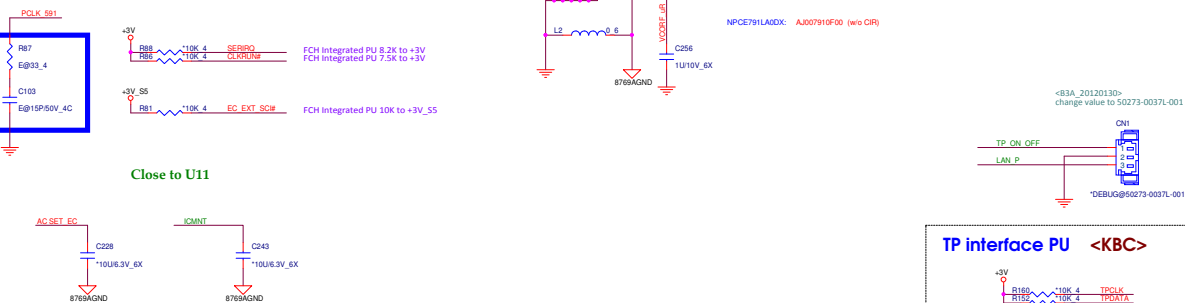 PCLK_591
R87
E@33_4
C103
E@15P/50V_4C
+3V
R88 *10K_4 SERIRQ FCH Integrated PU 8.2K to +3V
R86 *10K_4 CLKRUN# FCH Integrated PU 7.5K to +3V
+3V_S5
R81 *10K_4 EC_EXT_SCI# FCH Integrated PU 10K to +3V_S5
Close to U11
AC SET_EC
C228
*10U/6.3V_6X
8769AGND
ICMNT
C243
*10U/6.3V_6X
8769AGND
L2 0_6
VCORF_uR
C256
1U/10V_6X
8769AGND
NPCE791LA0DX: AJ007910F00 (w/o CIR)
<B3A_20120130>
change value to 50273-0037L-001
CN1
TP_ON_OFF
LAN_P
1
2
3
*DEBUG@50273-0037L-001
TP interface PU <KBC>
+3V
R160 *10K_4 TPCLK
R152 *10K_4 TPDATA